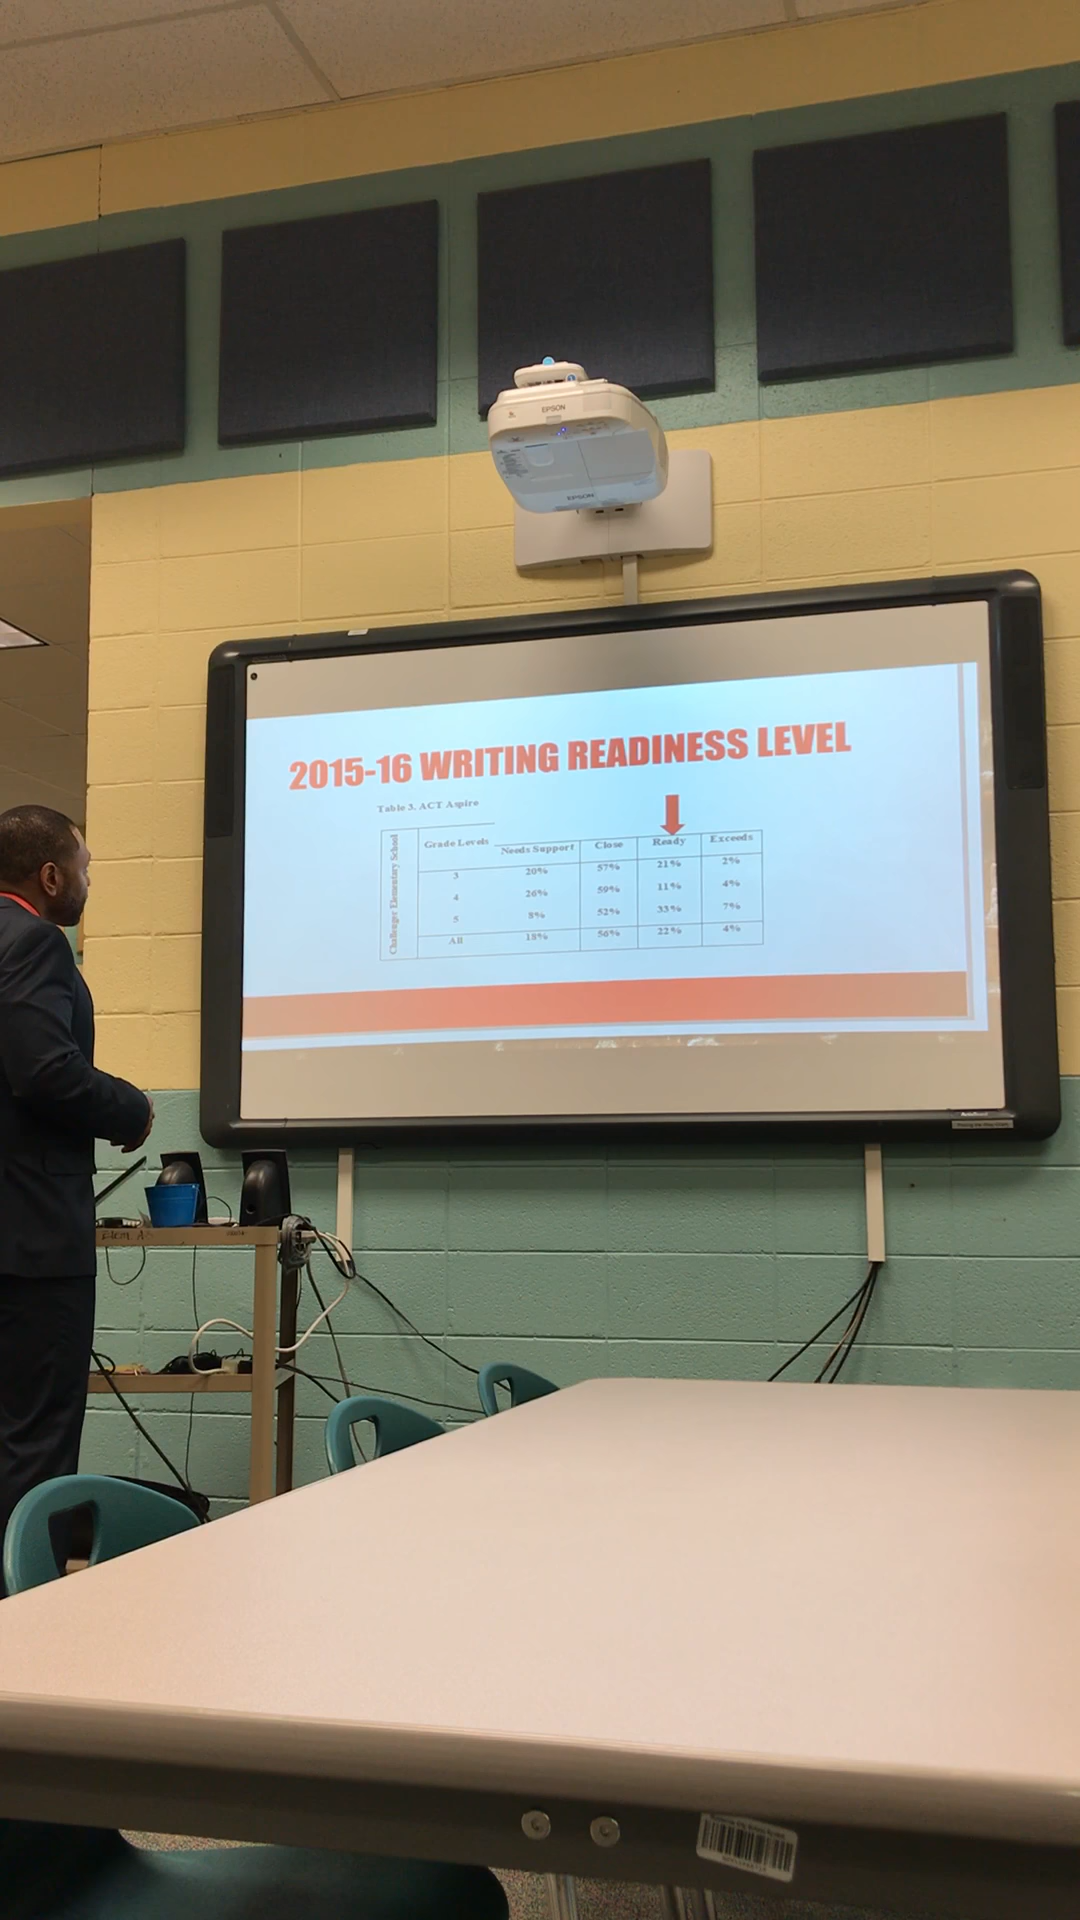 EPSON
EPSON
2015-16 WRITING READINESS LEVEL
Table 3. ACT Aspire
Challenger Elementary School
Grade Levels Needs Support Close Ready Exceeds
3 20% 57% 21% 2%
4 26% 59% 11% 4%
5 8% 52% 33% 7%
All 18% 56% 22% 4%